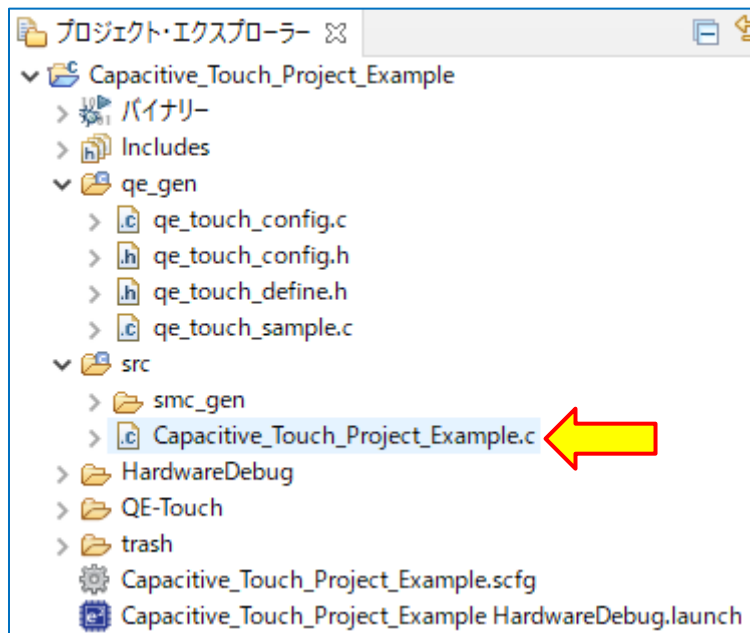 プロジェクト・エクスプローラー
Capacitive_Touch_Project_Example
バイナリー
Includes
qe_gen
qe_touch_config.c
qe_touch_config.h
qe_touch_define.h
qe_touch_sample.c
src
smc_gen
Capacitive_Touch_Project_Example.c
HardwareDebug
QE-Touch
trash
Capacitive_Touch_Project_Example.scfg
Capacitive_Touch_Project_Example HardwareDebug.launch